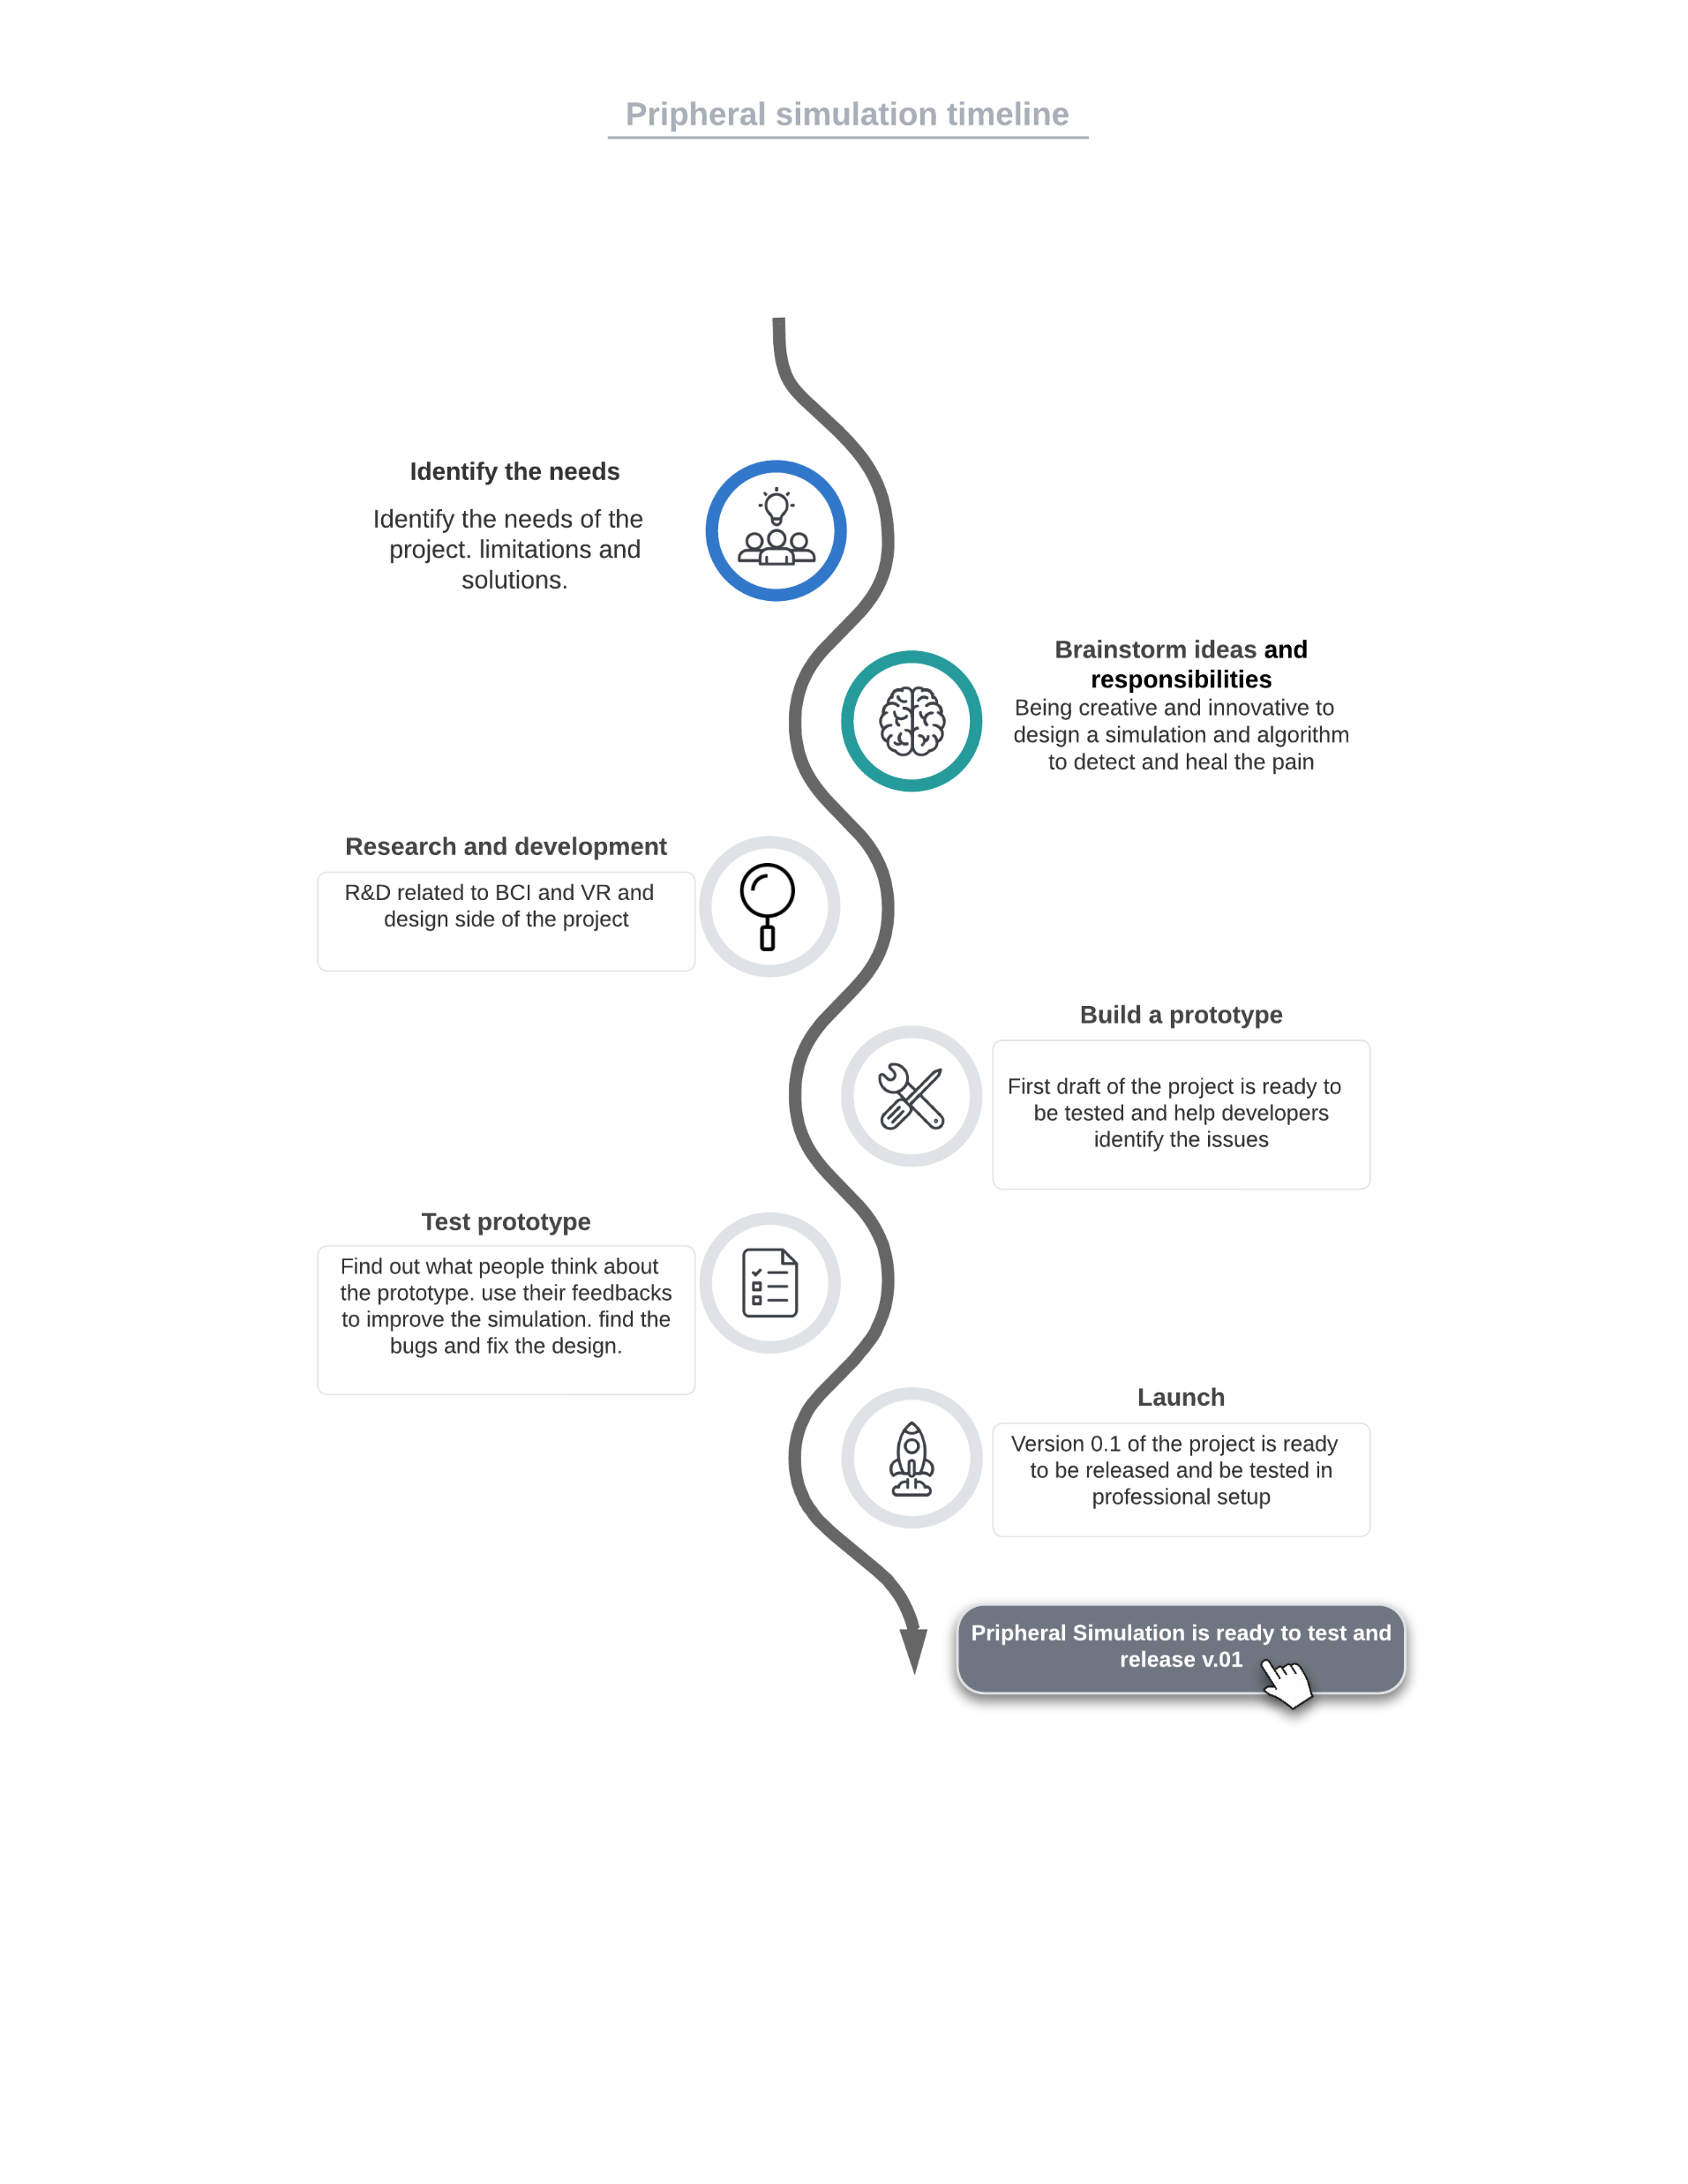 Pripheral simulation timeline
Identify the needs
Identify the needs of the
project. limitations and
solutions.
Brainstorm ideas and
responsibilities
Being creative and innovative to
design a simulation and algorithm
to detect and heal the pain
Research and development
R&D related to BCI and VR and
design side of the project
Build a prototype
First draft of the project is ready to
be tested and help developers
identify the issues
Test prototype
Find out what people think about
the prototype. use their feedbacks
to improve the simulation. find the
bugs and fix the design.
Launch
Version 0.1 of the project is ready
to be released and be tested in
professional setup
Pripheral Simulation is ready to test and
release v.01